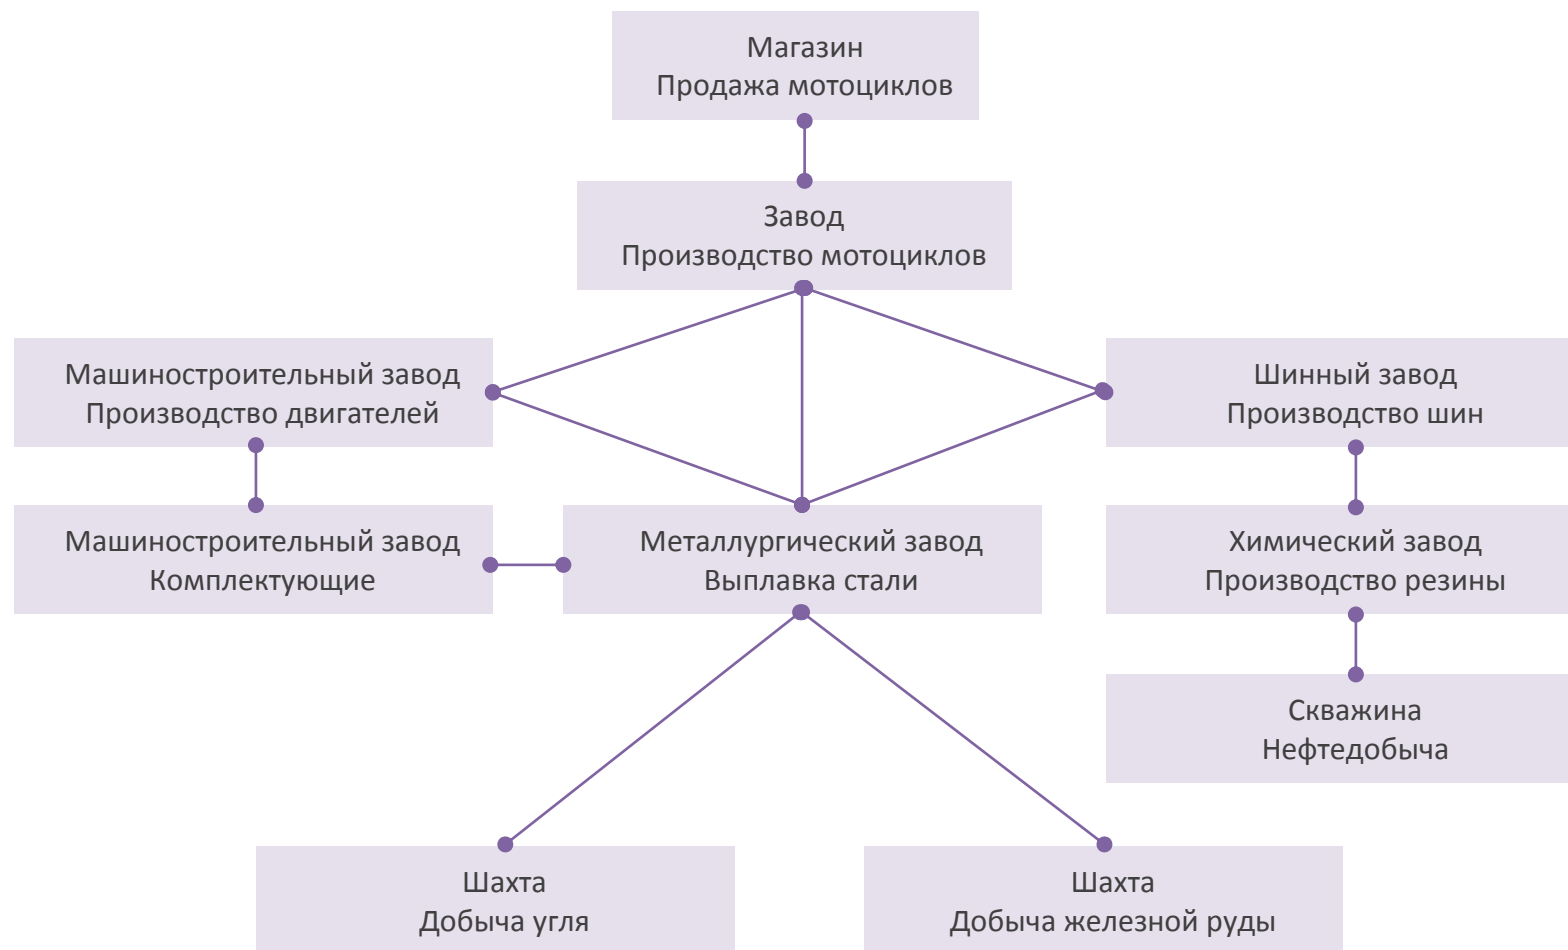 Магазин
Продажа мотоциклов
Завод
Производство мотоциклов
Машиностроительный завод
Производство двигателей
Шинный завод
Производство шин
Машиностроительный завод
Комплектующие
Металлургический завод
Выплавка стали
Химический завод
Производство резины
Скважина
Нефтедобыча
Шахта
Добыча угля
Шахта
Добыча железной руды